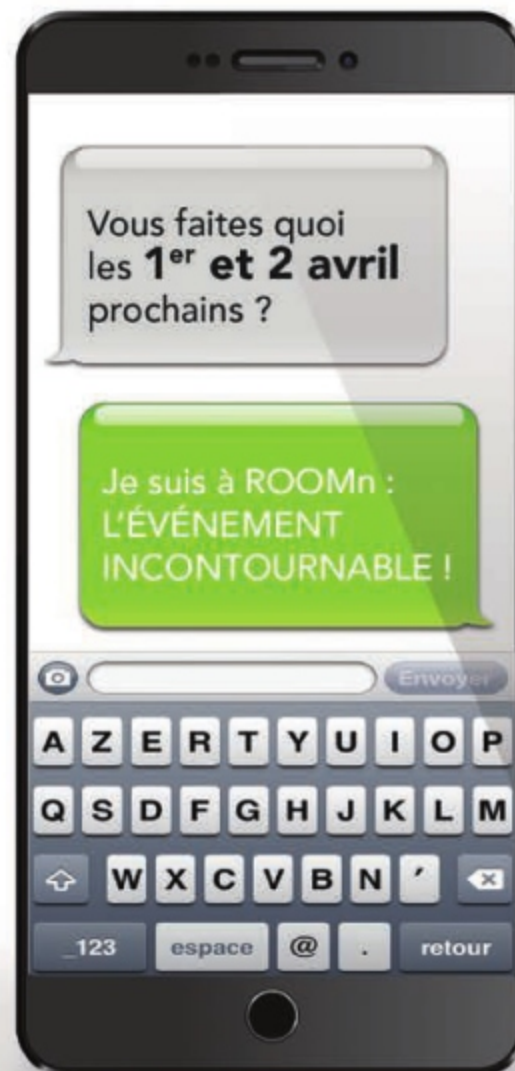 Vous faites quoi
les 1er et 2 avril
prochains ?
Je suis à ROOMn :
L'ÉVÉNEMENT
INCONTOURNABLE !
Envoyer
A Z E R T Y U I O P
Q S D F G H J K L M
W X C V B N '
_123 espace @ . retour